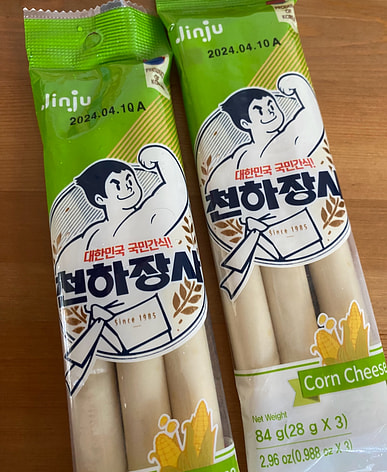 Jinju
2024.04.10 A
대한민국 국민간식!
천하장사
Since 1985
Jinju
2024.04.10 A
대한민국 국민간식!
천하장사
Since 1985
Corn Cheese
Net Weight
84 g(28 g X 3)
2.96 oz(0.988 oz X 3)